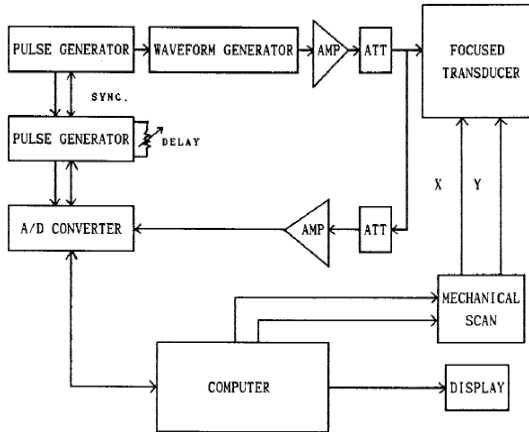 PULSE GENERATOR
WAVEFORM GENERATOR
AMP
ATT
FOCUSED
TRANSDUCER
SYNC.
PULSE GENERATOR
DELAY
X
Y
A/D CONVERTER
AMP
ATT
MECHANICAL
SCAN
COMPUTER
DISPLAY